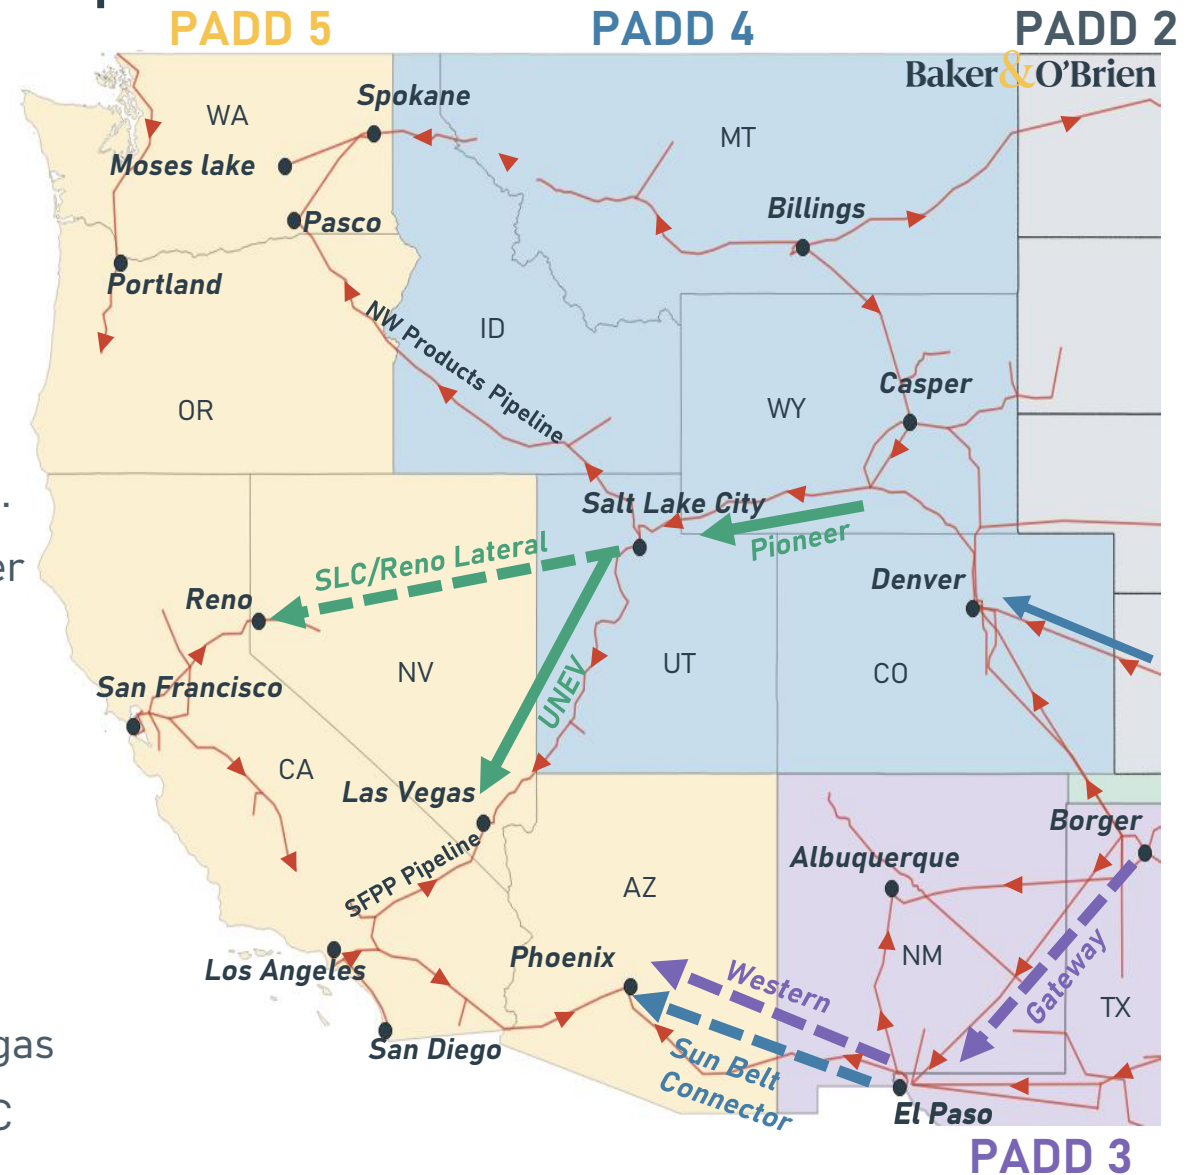 PADD 5
PADD 4
PADD 2
Baker&O'Brien
WA
Spokane
MT
Moses lake
Pasco
Billings
Portland
NW Products Pipeline
ID
OR
WY
Casper
.
er
Salt Lake City
Pioneer
SLC/Reno Lateral
Denver
Reno
NV
UT
CO
San Francisco
UNEV
CA
Las Vegas
Borger
SFPP Pipeline
Albuquerque
AZ
Los Angeles
Phoenix
Western
NM
Gateway
TX
gas
San Diego
Sun Belt
Connector
C
El Paso
PADD 3